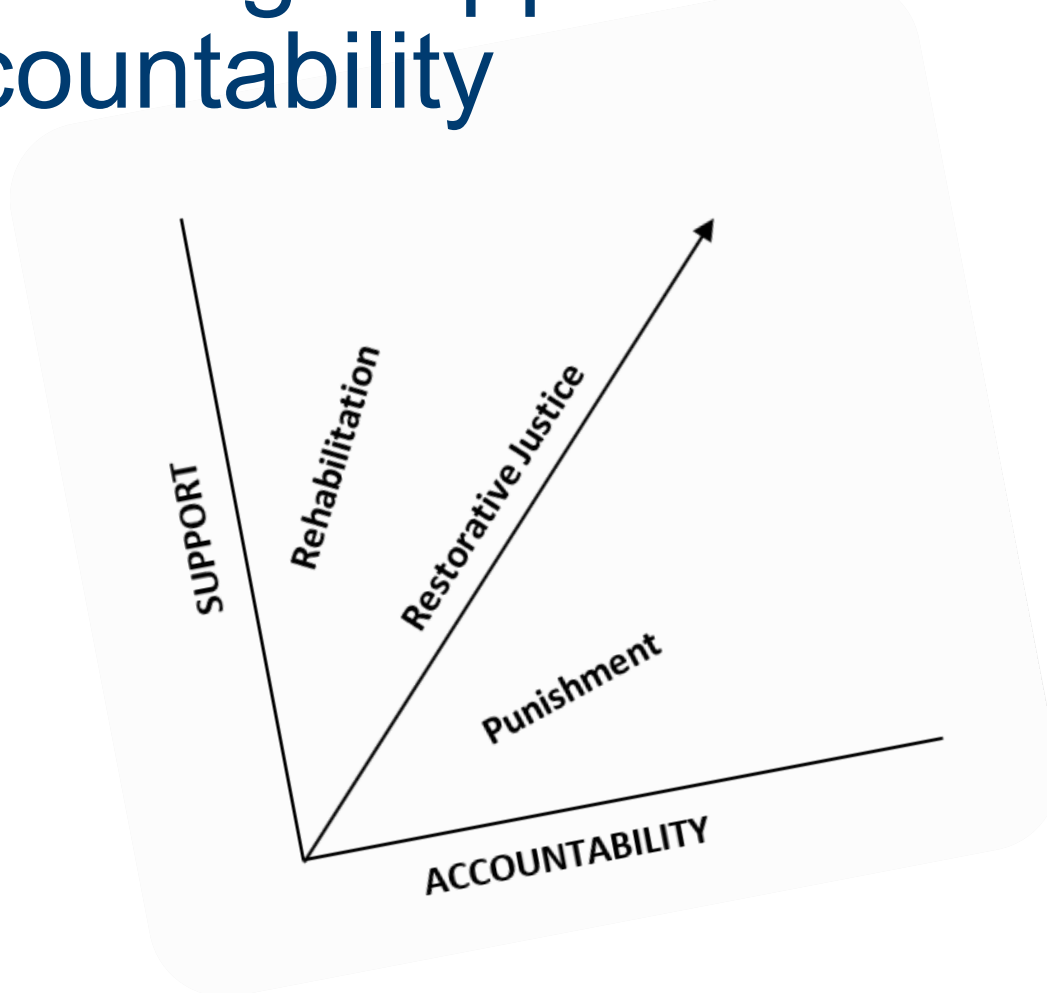 countability
Rehabilitation
SUPPORT
Restorative Justice
Punishment
ACCOUNTABILITY